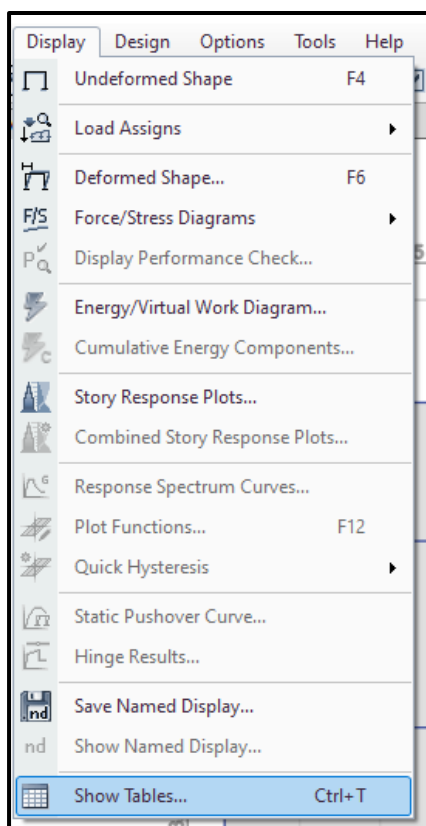 Display Design Options Tools Help
Undeformed Shape F4
Load Assigns
H
Deformed Shape... F6
F/S Force/Stress Diagrams
P Display Performance Check...
5
Energy/Virtual Work Diagram...
C Cumulative Energy Components...
Story Response Plots...
Combined Story Response Plots...
G Response Spectrum Curves...
Plot Functions... F12
Quick Hysteresis
Static Pushover Curve...
Hinge Results...
nd Save Named Display...
nd Show Named Display...
Show Tables... Ctrl+T